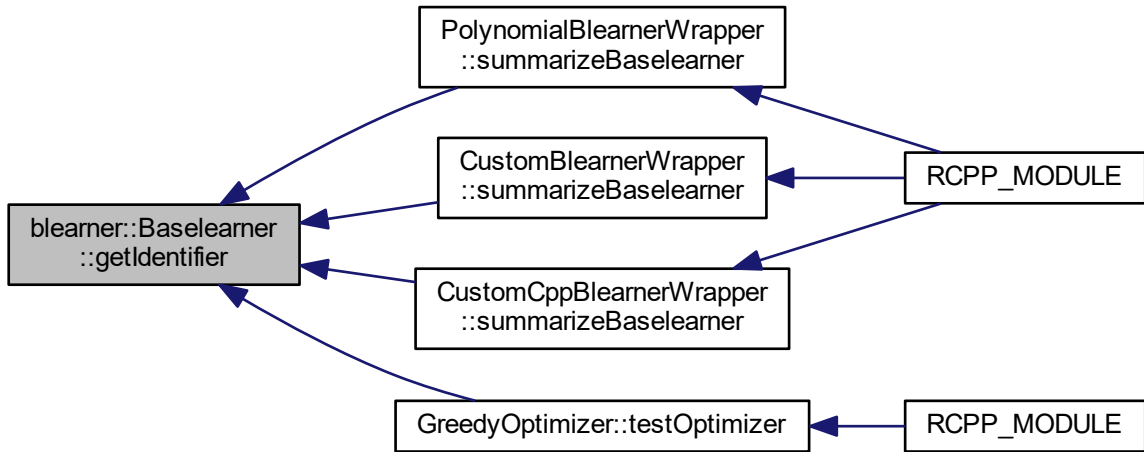 PolynomialBlearnerWrapper
::summarizeBaselearner
CustomBlearnerWrapper
::summarizeBaselearner
RCPP_MODULE
blearner::Baselearner
::getIdentifier
CustomCppBlearnerWrapper
::summarizeBaselearner
GreedyOptimizer::testOptimizer
RCPP_MODULE